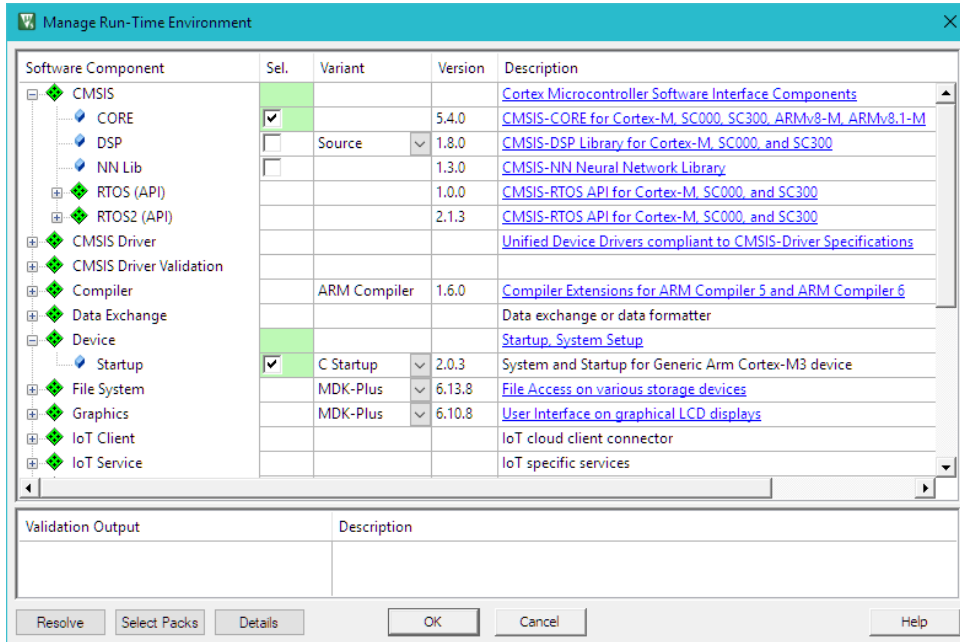 Manage Run-Time Environment
Software Component Sel. Variant Version Description
CMSIS Cortex Microcontroller Software Interface Components
CORE 5.4.0 CMSIS-CORE for Cortex-M, SC000, SC300, ARMv8-M, ARMv8.1-M
DSP Source 1.8.0 CMSIS-DSP Library for Cortex-M, SC000, and SC300
NN Lib 1.3.0 CMSIS-NN Neural Network Library
RTOS (API) 1.0.0 CMSIS-RTOS API for Cortex-M, SC000, and SC300
RTOS2 (API) 2.1.3 CMSIS-RTOS API for Cortex-M, SC000, and SC300
CMSIS Driver Unified Device Drivers compliant to CMSIS-Driver Specifications
CMSIS Driver Validation
Compiler ARM Compiler 1.6.0 Compiler Extensions for ARM Compiler 5 and ARM Compiler 6
Data Exchange Data exchange or data formatter
Device Startup, System Setup
Startup C Startup 2.0.3 System and Startup for Generic Arm Cortex-M3 device
File System MDK-Plus 6.13.8 File Access on various storage devices
Graphics MDK-Plus 6.10.8 User Interface on graphical LCD displays
IoT Client IoT cloud client connector
IoT Service IoT specific services
Validation Output Description
Resolve Select Packs Details OK Cancel Help